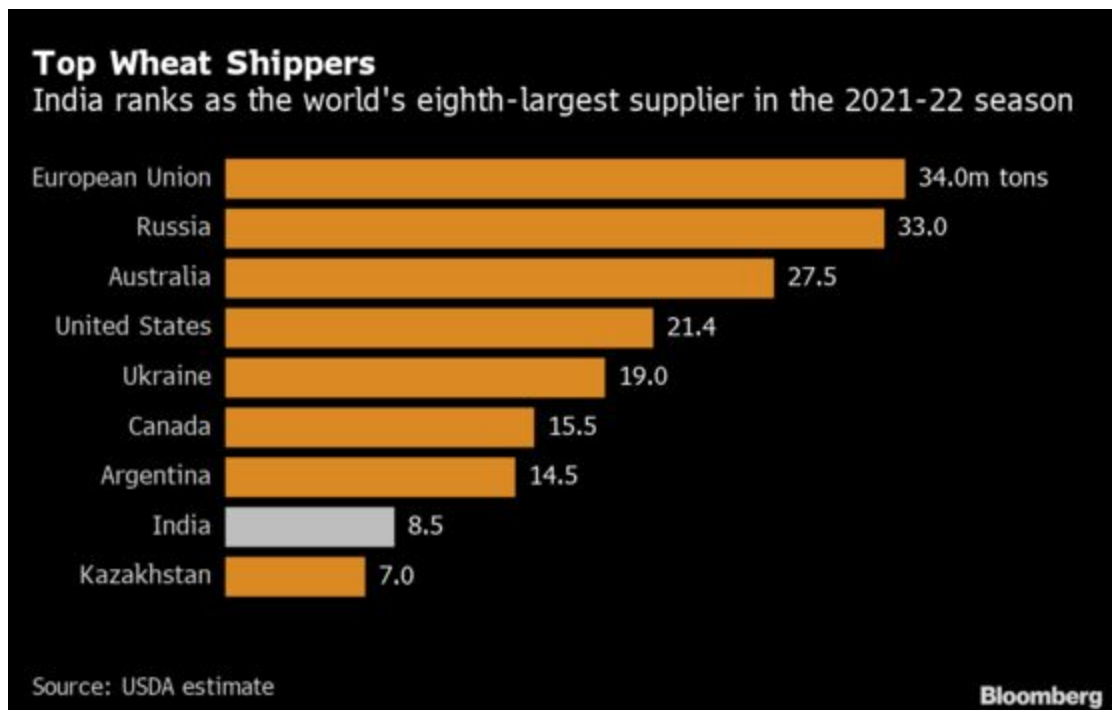 Top Wheat Shippers
India ranks as the world's eighth-largest supplier in the 2021-22 season
European Union 34.0m tons
Russia 33.0
Australia 27.5
United States 21.4
Ukraine 19.0
Canada 15.5
Argentina 14.5
India 8.5
Kazakhstan 7.0
Source: USDA estimate
Bloomberg